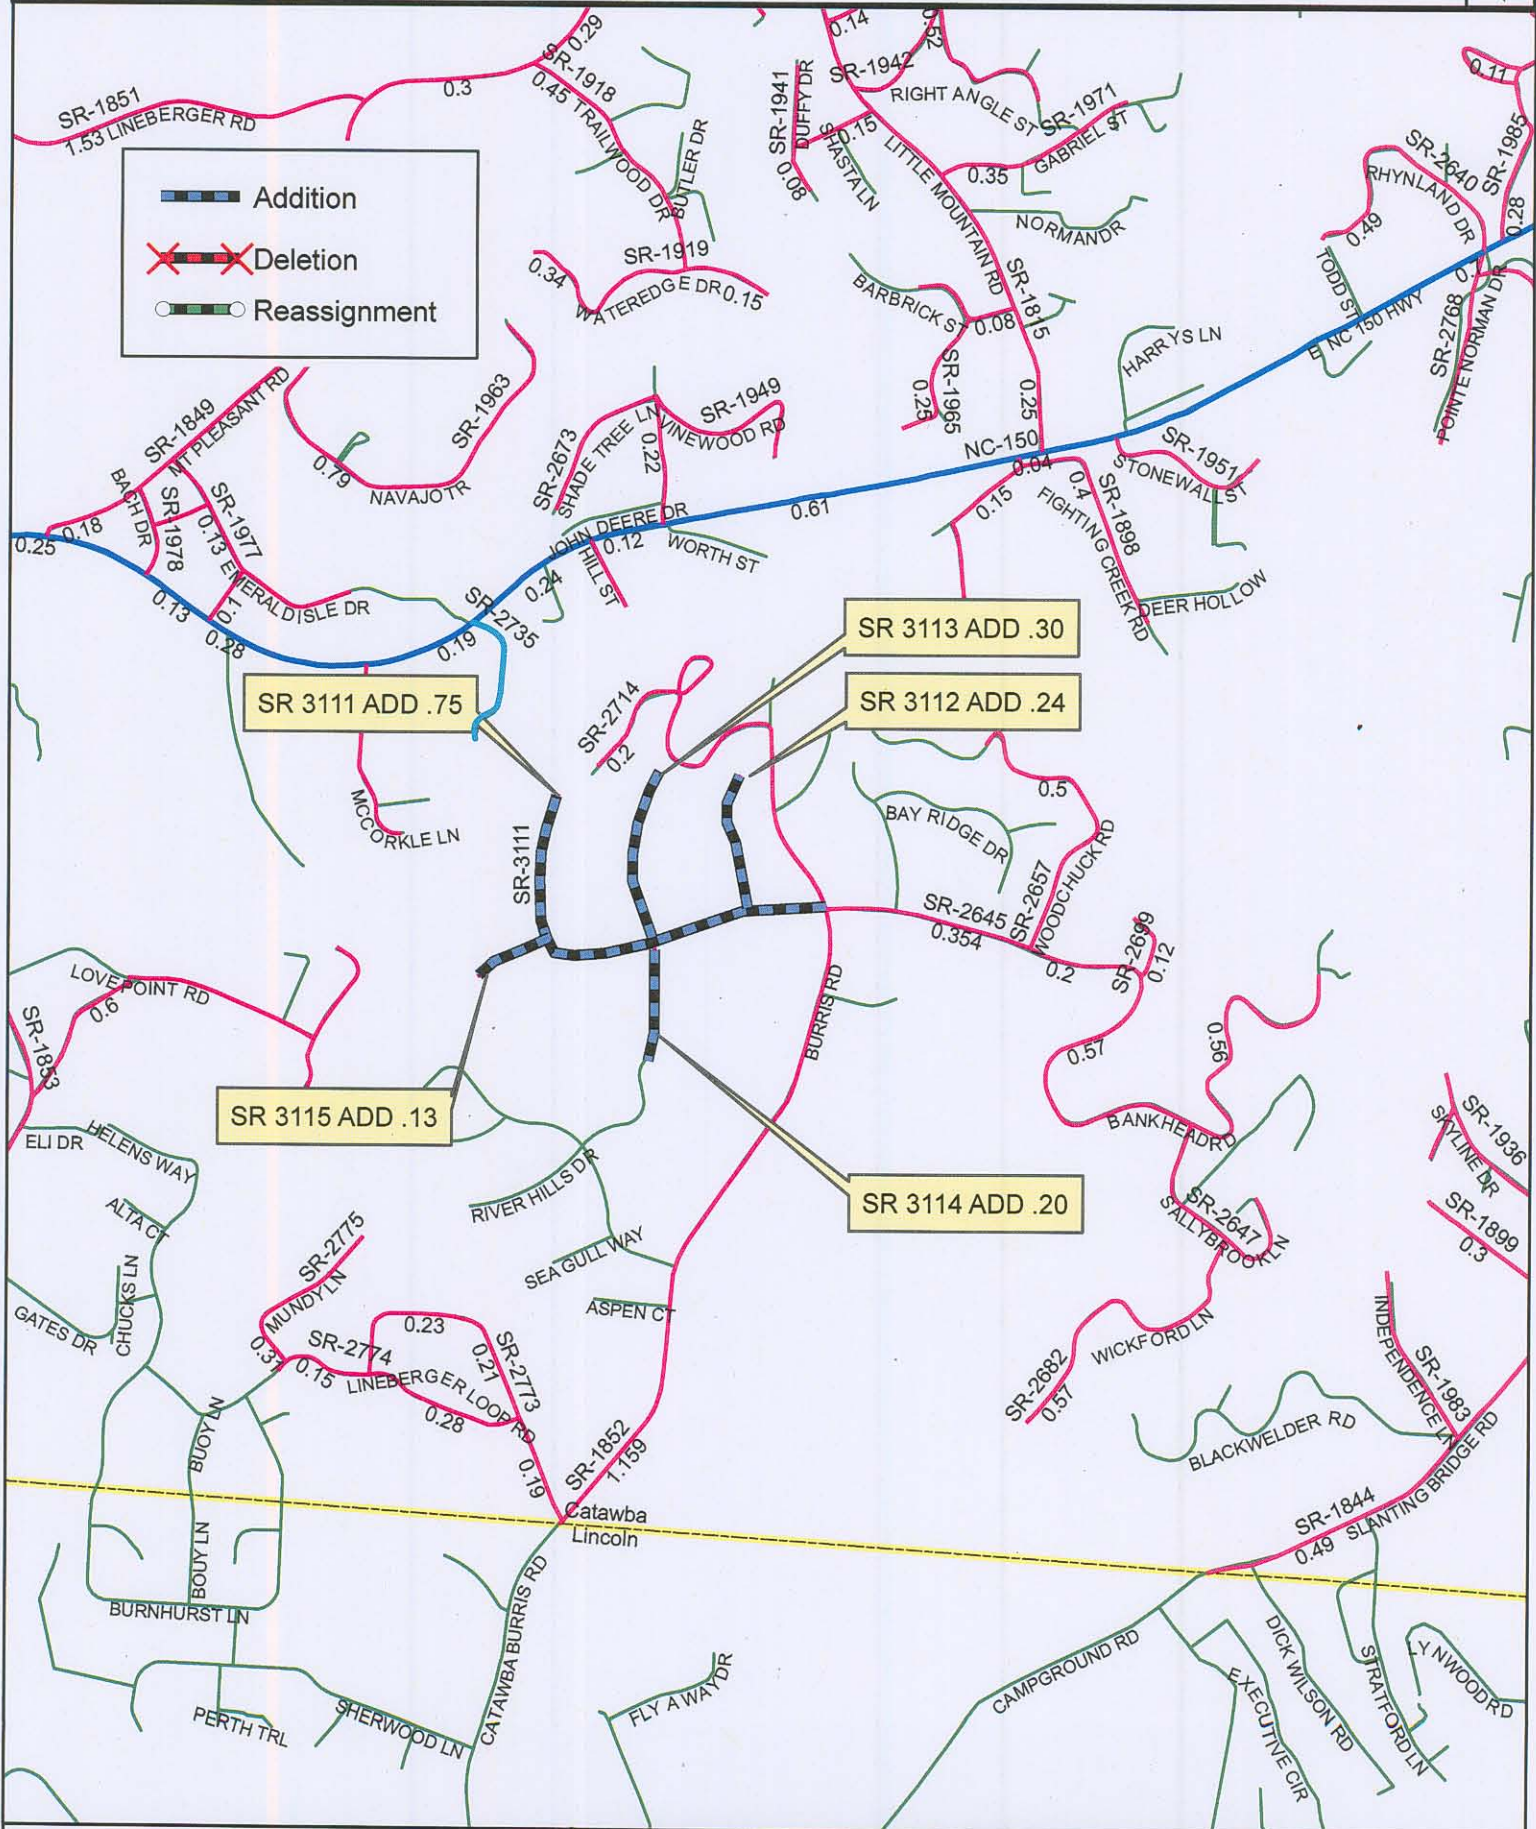 SR-1851
1.53 LINEBERGER RD
0.3
0.29
SR-1918
0.45 TRAILWOOD DR
BUTLER DR
SR-1919
0.34
WATEREDGE DR 0.15
0.14
0.52
SR-1942
SR-1941
DUFFY DR
0.15
SHASTA LN
0.08
RIGHT ANGLE ST
SR-1971
GABRIEL ST
0.35
LITTLE MOUNTAIN RD
NORMAN DR
SR-1815
BARBRICK ST
0.08
SR-1965
0.25
0.25
0.11
SR-1985
SR-2640
RHYNLAND DR
0.49
0.28
TODD ST
E NC 150 HWY
SR-2768
POINTE NORMAN DR
HARRYS LN
Addition
Deletion
Reassignment
SR-1849
MT PLEASANT RD
SR-1963
0.79
NAVAJO TR
BACH DR
SR-1978
SR-1977
0.13
EMERALD ISLE DR
0.1
0.18
0.25
0.13
0.28
0.19
SR-2735
0.24
SR-2673
SHADE TREE LN
0.22
SR-1949
VINEWOOD RD
JOHN DEERE DR
0.12
HILL ST
WORTH ST
0.61
NC-150
0.04
0.15
0.4
SR-1898
FIGHTING CREEK RD
SR-1951
STONEWALL ST
DEER HOLLOW
SR 3113 ADD .30
SR 3111 ADD .75
SR 3112 ADD .24
SR-2714
0.2
MCCORKLE LN
SR-3111
BAY RIDGE DR
0.5
SR-2657
WOODCHUCK RD
SR-2645
0.354
0.2
SR-2699
0.12
LOVE POINT RD
0.6
SR-1853
BURRIS RD
0.57
0.56
BANKHEAD RD
SR 3115 ADD .13
ELI DR
HELENS WAY
ALTA CT
RIVER HILLS DR
SEA GULL WAY
ASPEN CT
SR 3114 ADD .20
SR-1936
SKYLINE DR
SR-1899
0.3
SR-2647
SALLYBROOK LN
WICKFORD LN
SR-2682
0.57
CHUCKS LN
GATES DR
SR-2775
MUNDY LN
0.37
0.15
SR-2774
0.23
LINEBERGER LOOP RD
0.28
0.21
SR-2773
0.19
SR-1852
1.159
INDEPENDENCE LN
SR-1983
BLACKWELDER RD
SR-1844
0.49
SLANTING BRIDGE RD
BUOY LN
BOUY LN
BURNHURST LN
Catawba
Lincoln
CATAWBA BURRIS RD
PERTH TRL
SHERWOOD LN
FLY AWAY DR
CAMPGROUND RD
EXECUTIVE CIR
DICK WILSON RD
STRATFORD LN
LYNWOOD RD